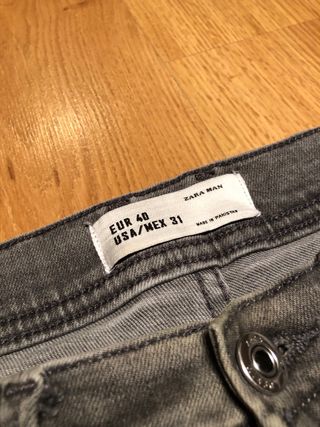 ZARA MAN
EUR 40
USA/MEX 31
MADE IN PAKISTAN